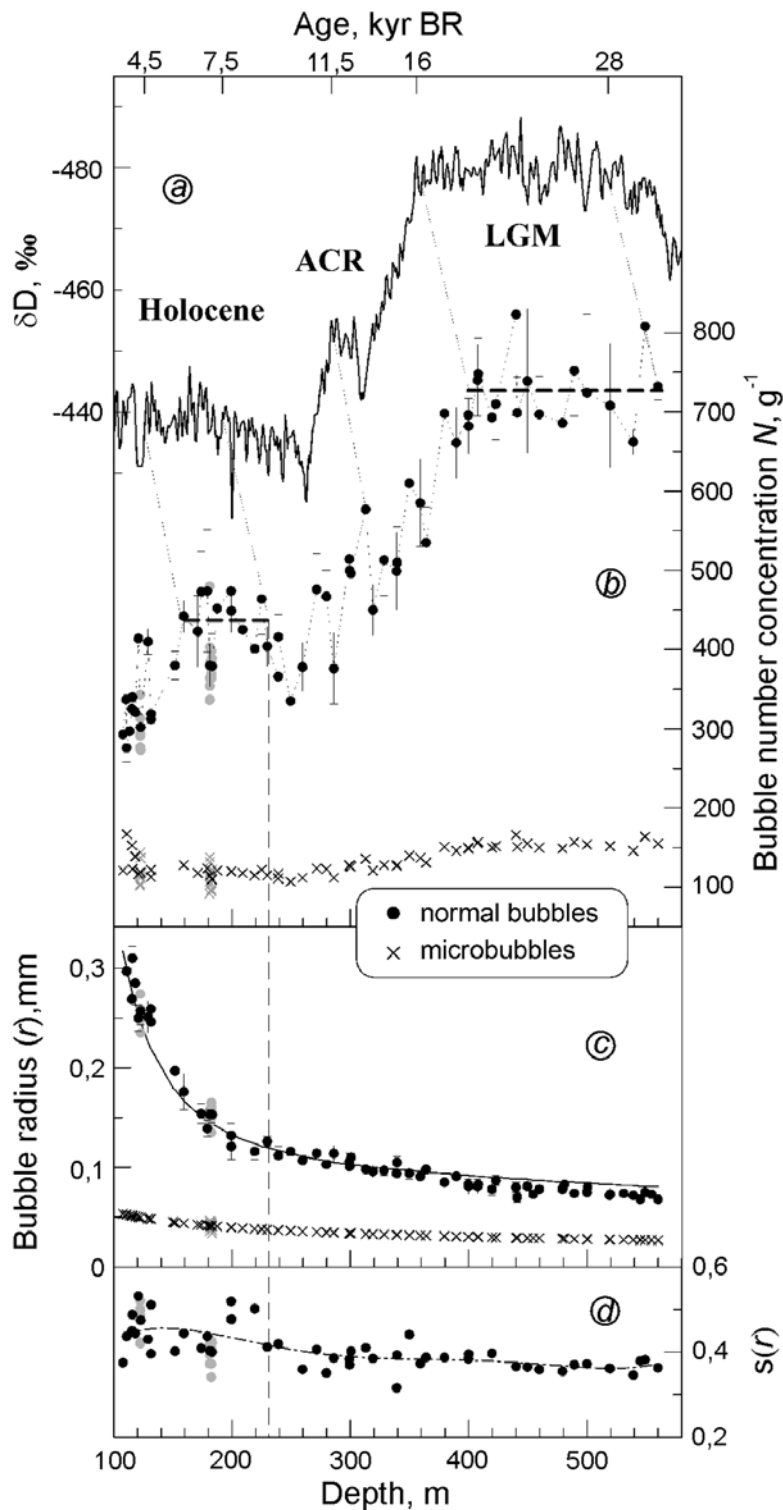 Age, kyr BR
4,5 7,5 11,5 16 28
-480
-460
-440
δD, ‰
a
Holocene
ACR
LGM
800
700
600
500
400
300
200
100
Bubble number concentration N, g⁻¹
b
normal bubbles
microbubbles
0,3
0,2
0,1
0
Bubble radius (r),mm
c
0,6
0,4
0,2
s(r)
d
100 200 300 400 500
Depth, m